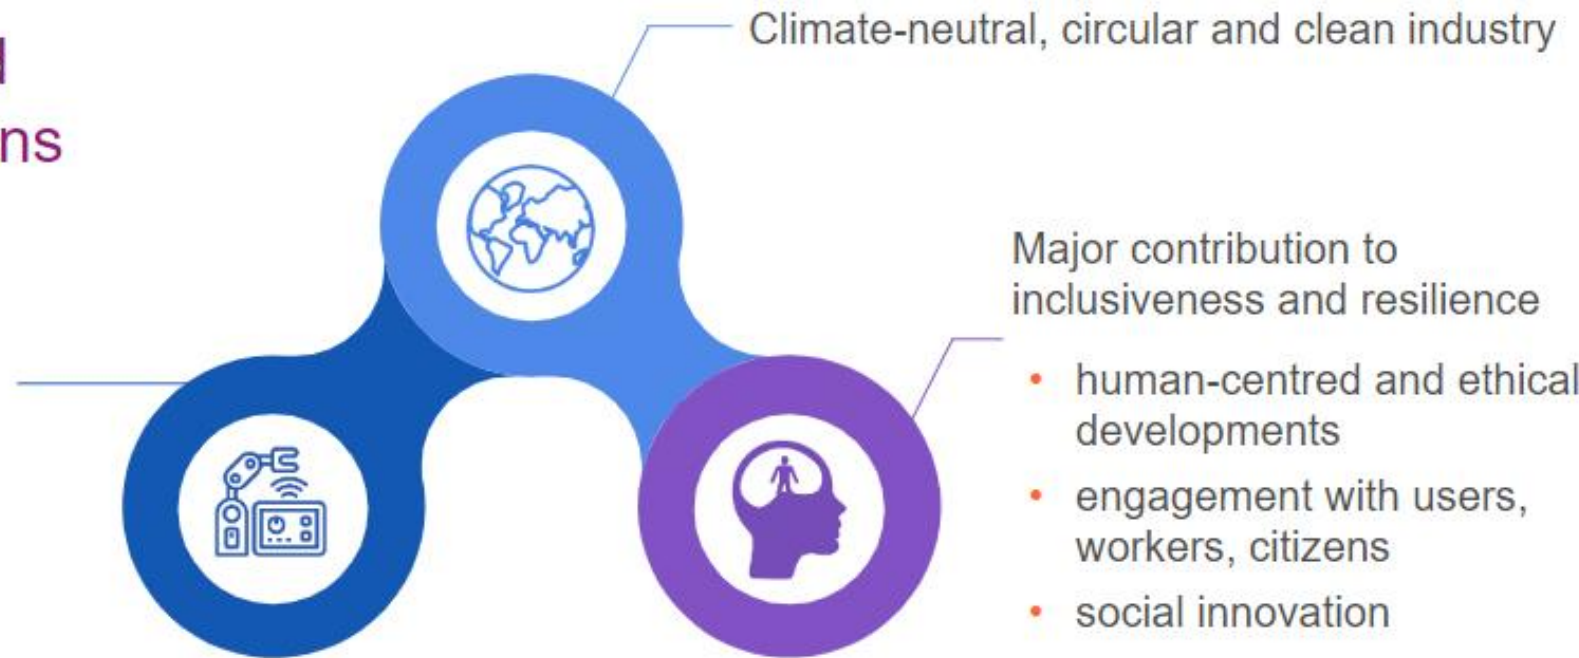 ns
Climate-neutral, circular and clean industry
Major contribution to
inclusiveness and resilience
• human-centred and ethical
developments
• engagement with users,
workers, citizens
• social innovation